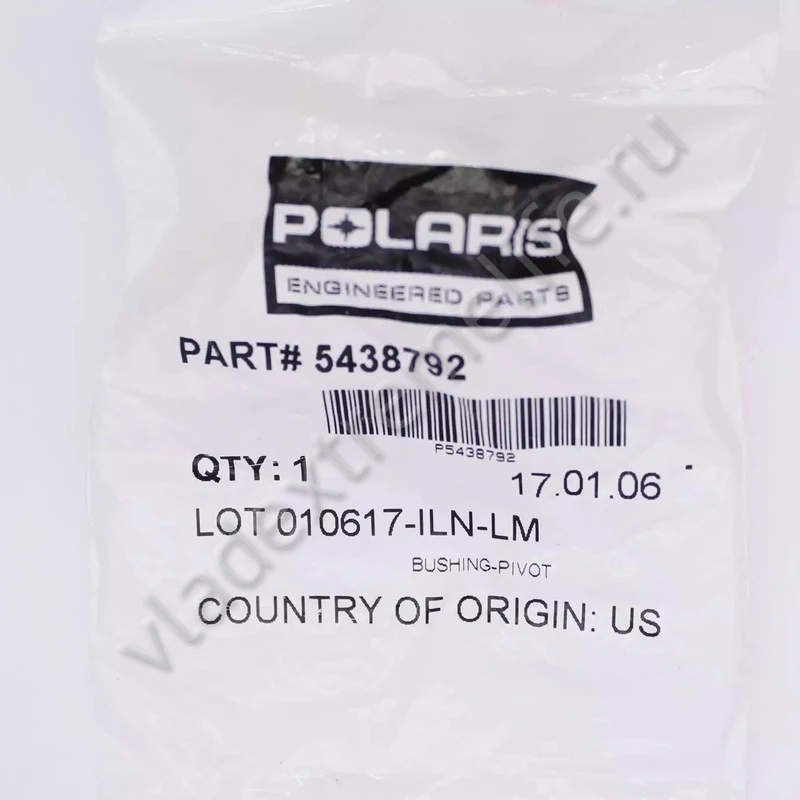 POLARIS
ENGINEERED PARTS
PART# 5438792
P5438792
QTY: 1
17.01.06
LOT 010617-ILN-LM
BUSHING-PIVOT
COUNTRY OF ORIGIN: US
vladextremelife.ru